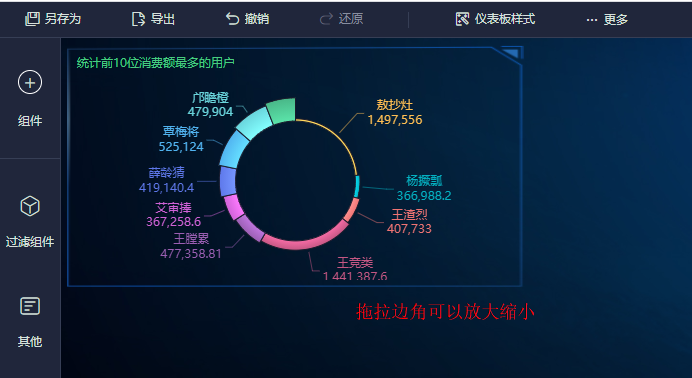 另存为
导出
撤销
还原
仪表板样式
更多
组件
过滤组件
其他
统计前10位消费额最多的用户
邝瞻橙
479,904
覃梅将
525,124
薛龄猜
419,140.4
艾审捧
367,258.6
王膛累
477,358.81
敖抄灶
1,497,556
杨撅瓢
366,988.2
王渣烈
407,733
王竟类
1,441,387.6
拖拉边角可以放大缩小